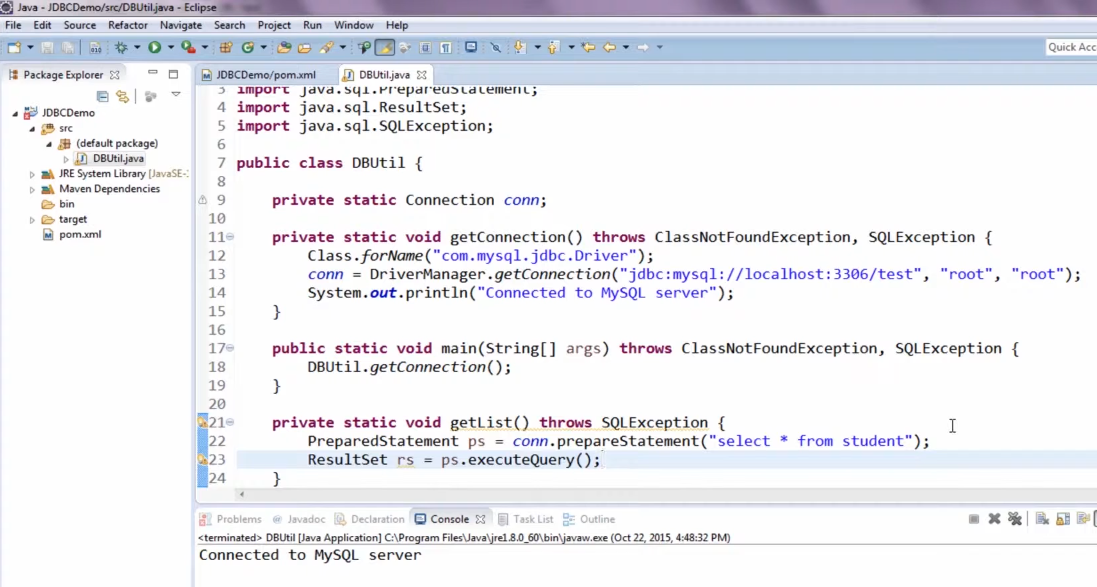 Java - JDBCDemo/src/DBUtil.java - Eclipse
File Edit Source Refactor Navigate Search Project Run Window Help
Quick Acc
Package Explorer
JDBCDemo
src
(default package)
DBUtil.java
JRE System Library [JavaSE-
Maven Dependencies
bin
target
pom.xml
JDBCDemo/pom.xml DBUtil.java
3 import java.sql.PreparedStatement;
4 import java.sql.ResultSet;
5 import java.sql.SQLException;
6
7 public class DBUtil {
8
9 private static Connection conn;
10
11 private static void getConnection() throws ClassNotFoundException, SQLException {
12 Class.forName("com.mysql.jdbc.Driver");
13 conn = DriverManager.getConnection("jdbc:mysql://localhost:3306/test", "root", "root");
14 System.out.println("Connected to MySQL server");
15 }
16
17 public static void main(String[] args) throws ClassNotFoundException, SQLException {
18 DBUtil.getConnection();
19 }
20
21 private static void getList() throws SQLException {
22 PreparedStatement ps = conn.prepareStatement("select * from student");
23 ResultSet rs = ps.executeQuery();
24 }
Problems Javadoc Declaration Console Task List Outline
<terminated> DBUtil [Java Application] C:\Program Files\Java\jre1.8.0_60\bin\javaw.exe (Oct 22, 2015, 4:48:32 PM)
Connected to MySQL server